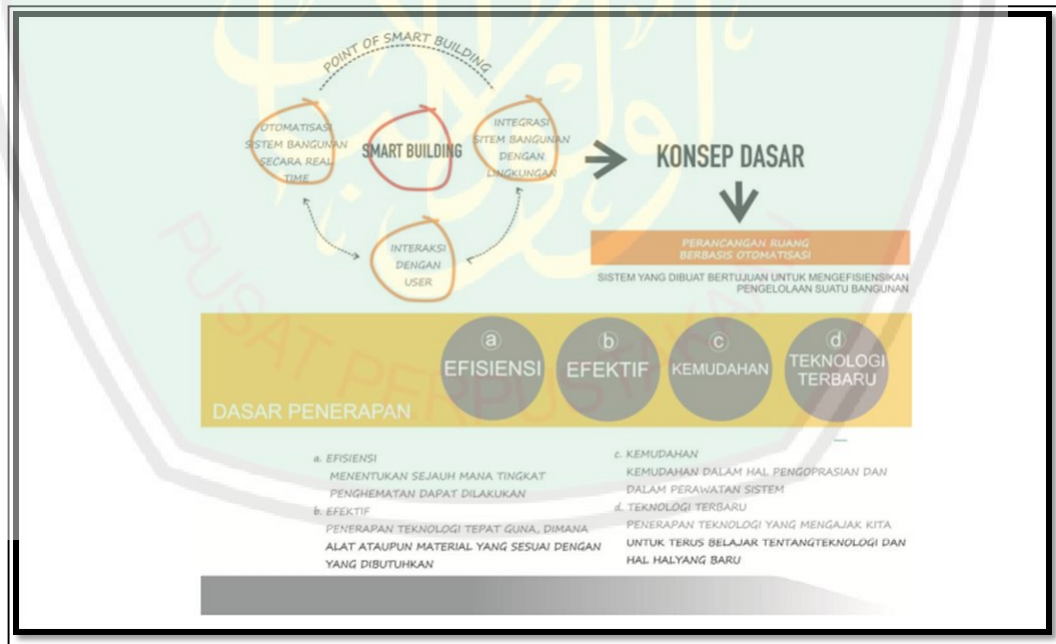 POINT OF SMART BUILDING
OTOMATISASI
SISTEM BANGUNAN
SECARA REAL
TIME
SMART BUILDING
INTEGRASI
SITEM BANGUNAN
DENGAN
LINGKUNGAN
INTERAKSI
DENGAN
USER
KONSEP DASAR
PERANCANGAN RUANG
BERBASIS OTOMATISASI
SISTEM YANG DIBUAT BERTUJUAN UNTUK MENGEFISIENSIKAN
PENGELOLAAN SUATU BANGUNAN
DASAR PENERAPAN
a
EFISIENSI
b
EFEKTIF
c
KEMUDAHAN
d
TEKNOLOGI
TERBARU
a. EFISIENSI
MENENTUKAN SEJAUH MANA TINGKAT
PENGHEMATAN DAPAT DILAKUKAN
b. EFEKTIF
PENERAPAN TEKNOLOGI TEPAT GUNA, DIMANA
ALAT ATAUPUN MATERIAL YANG SESUAI DENGAN
YANG DIBUTUHKAN
c. KEMUDAHAN
KEMUDAHAN DALAM HAL PENGOPRASIAN DAN
DALAM PERAWATAN SISTEM
d. TEKNOLOGI TERBARU
PENERAPAN TEKNOLOGI YANG MENGAJAK KITA
UNTUK TERUS BELAJAR TENTANGTEKNOLOGI DAN
HAL HALYANG BARU
PUSAT PERPUSTAKAA